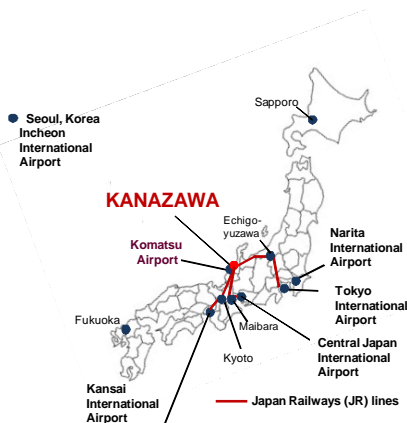 Sapporo
Seoul, Korea
Incheon
International
Airport
KANAZAWA
Echigo-
yuzawa
Komatsu
Airport
Narita
International
Airport
Tokyo
International
Airport
Fukuoka
Maibara
Central Japan
International
Airport
Kyoto
Kansai
International
Airport
Japan Railways (JR) lines